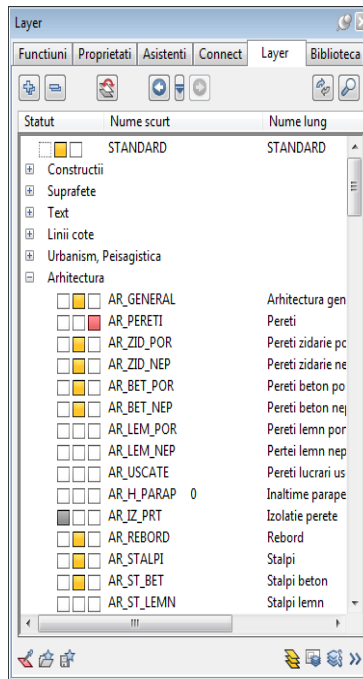 Layer
Functiuni Proprietati Asistenti Connect Layer Biblioteca
Statut Nume scurt Nume lung
STANDARD STANDARD
Constructii
Suprafete
Text
Linii cote
Urbanism, Peisagistica
Arhitectura
AR_GENERAL Arhitectura gen
AR_PERETI Pereti
AR_ZID_POR Pereti zidarie po
AR_ZID_NEP Pereti zidarie ne
AR_BET_POR Pereti beton po
AR_BET_NEP Pereti beton nep
AR_LEM_POR Pereti lemn por
AR_LEM_NEP Pertei lemn nep
AR_USCATE Pereti lucrari us
AR_H_PARAP 0 Inaltime parape
AR_IZ_PRT Izolatie perete
AR_REBORD Rebord
AR_STALPI Stalpi
AR_ST_BET Stalpi beton
AR_ST_LEMN Stalpi lemn